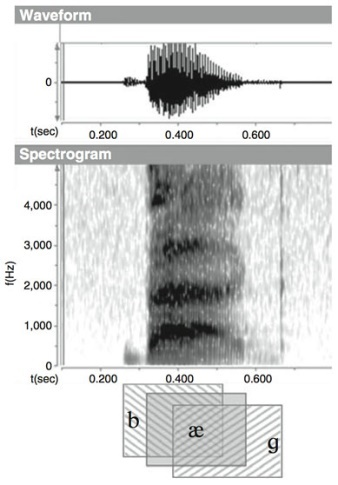 Waveform
0
t(sec) 0.200 0.400 0.600
Spectrogram
4,000
3,000
f(Hz)
2,000
1,000
0
t(sec) 0.200 0.400 0.600
b
æ
g